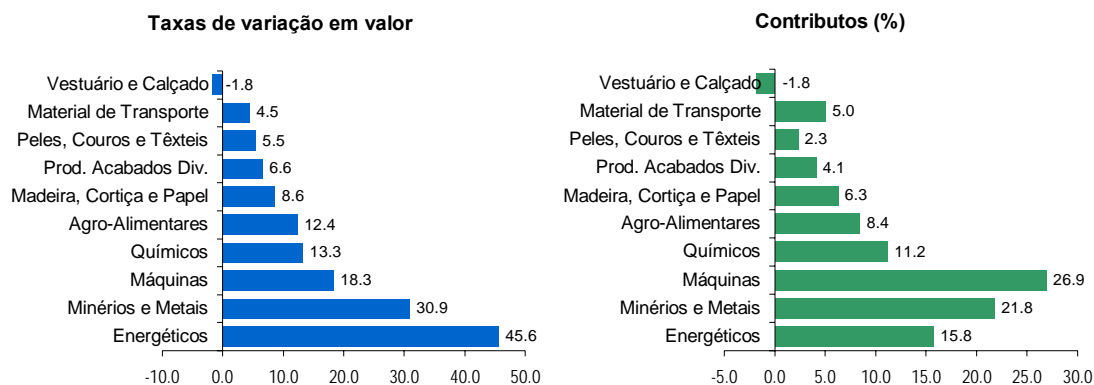 Taxas de variação em valor
Vestuário e Calçado -1.8
Material de Transporte 4.5
Peles, Couros e Têxteis 5.5
Prod. Acabados Div. 6.6
Madeira, Cortiça e Papel 8.6
Agro-Alimentares 12.4
Químicos 13.3
Máquinas 18.3
Minérios e Metais 30.9
Energéticos 45.6
-10.0 0.0 10.0 20.0 30.0 40.0 50.0
Contributos (%)
Vestuário e Calçado -1.8
Material de Transporte 5.0
Peles, Couros e Têxteis 2.3
Prod. Acabados Div. 4.1
Madeira, Cortiça e Papel 6.3
Agro-Alimentares 8.4
Químicos 11.2
Máquinas 26.9
Minérios e Metais 21.8
Energéticos 15.8
-5.0 0.0 5.0 10.0 15.0 20.0 25.0 30.0